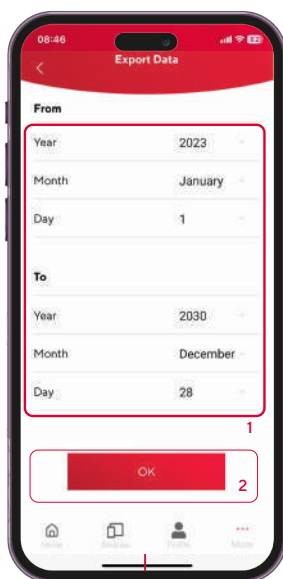 08:46
Export Data
From
Year 2023
Month January
Day 1
To
Year 2030
Month December
Day 28
1
OK
2